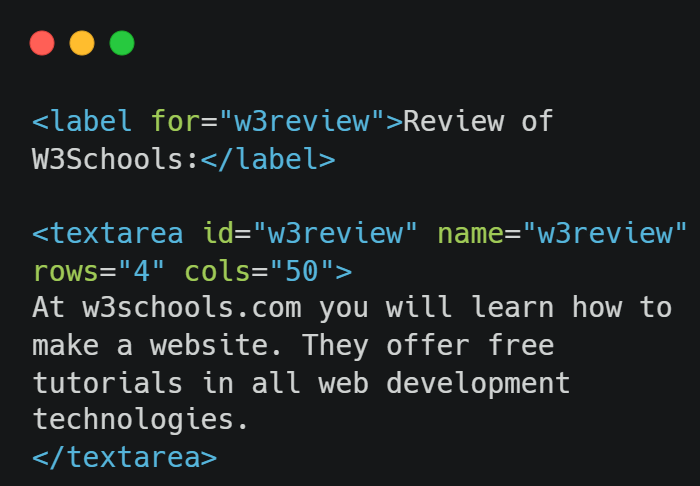 <label for="w3review">Review of
W3Schools:</label>
<textarea id="w3review" name="w3review"
rows="4" cols="50">
At w3schools.com you will learn how to
make a website. They offer free
tutorials in all web development
technologies.
</textarea>